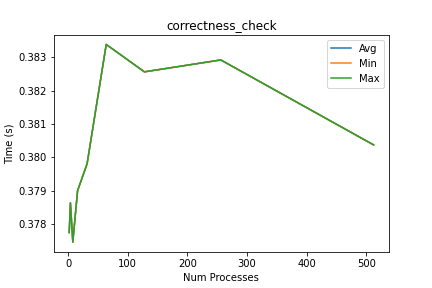 correctness_check
Avg
Min
Max
0.383
0.382
0.381
0.380
0.379
0.378
Time (s)
0
100
200
300
400
500
Num Processes